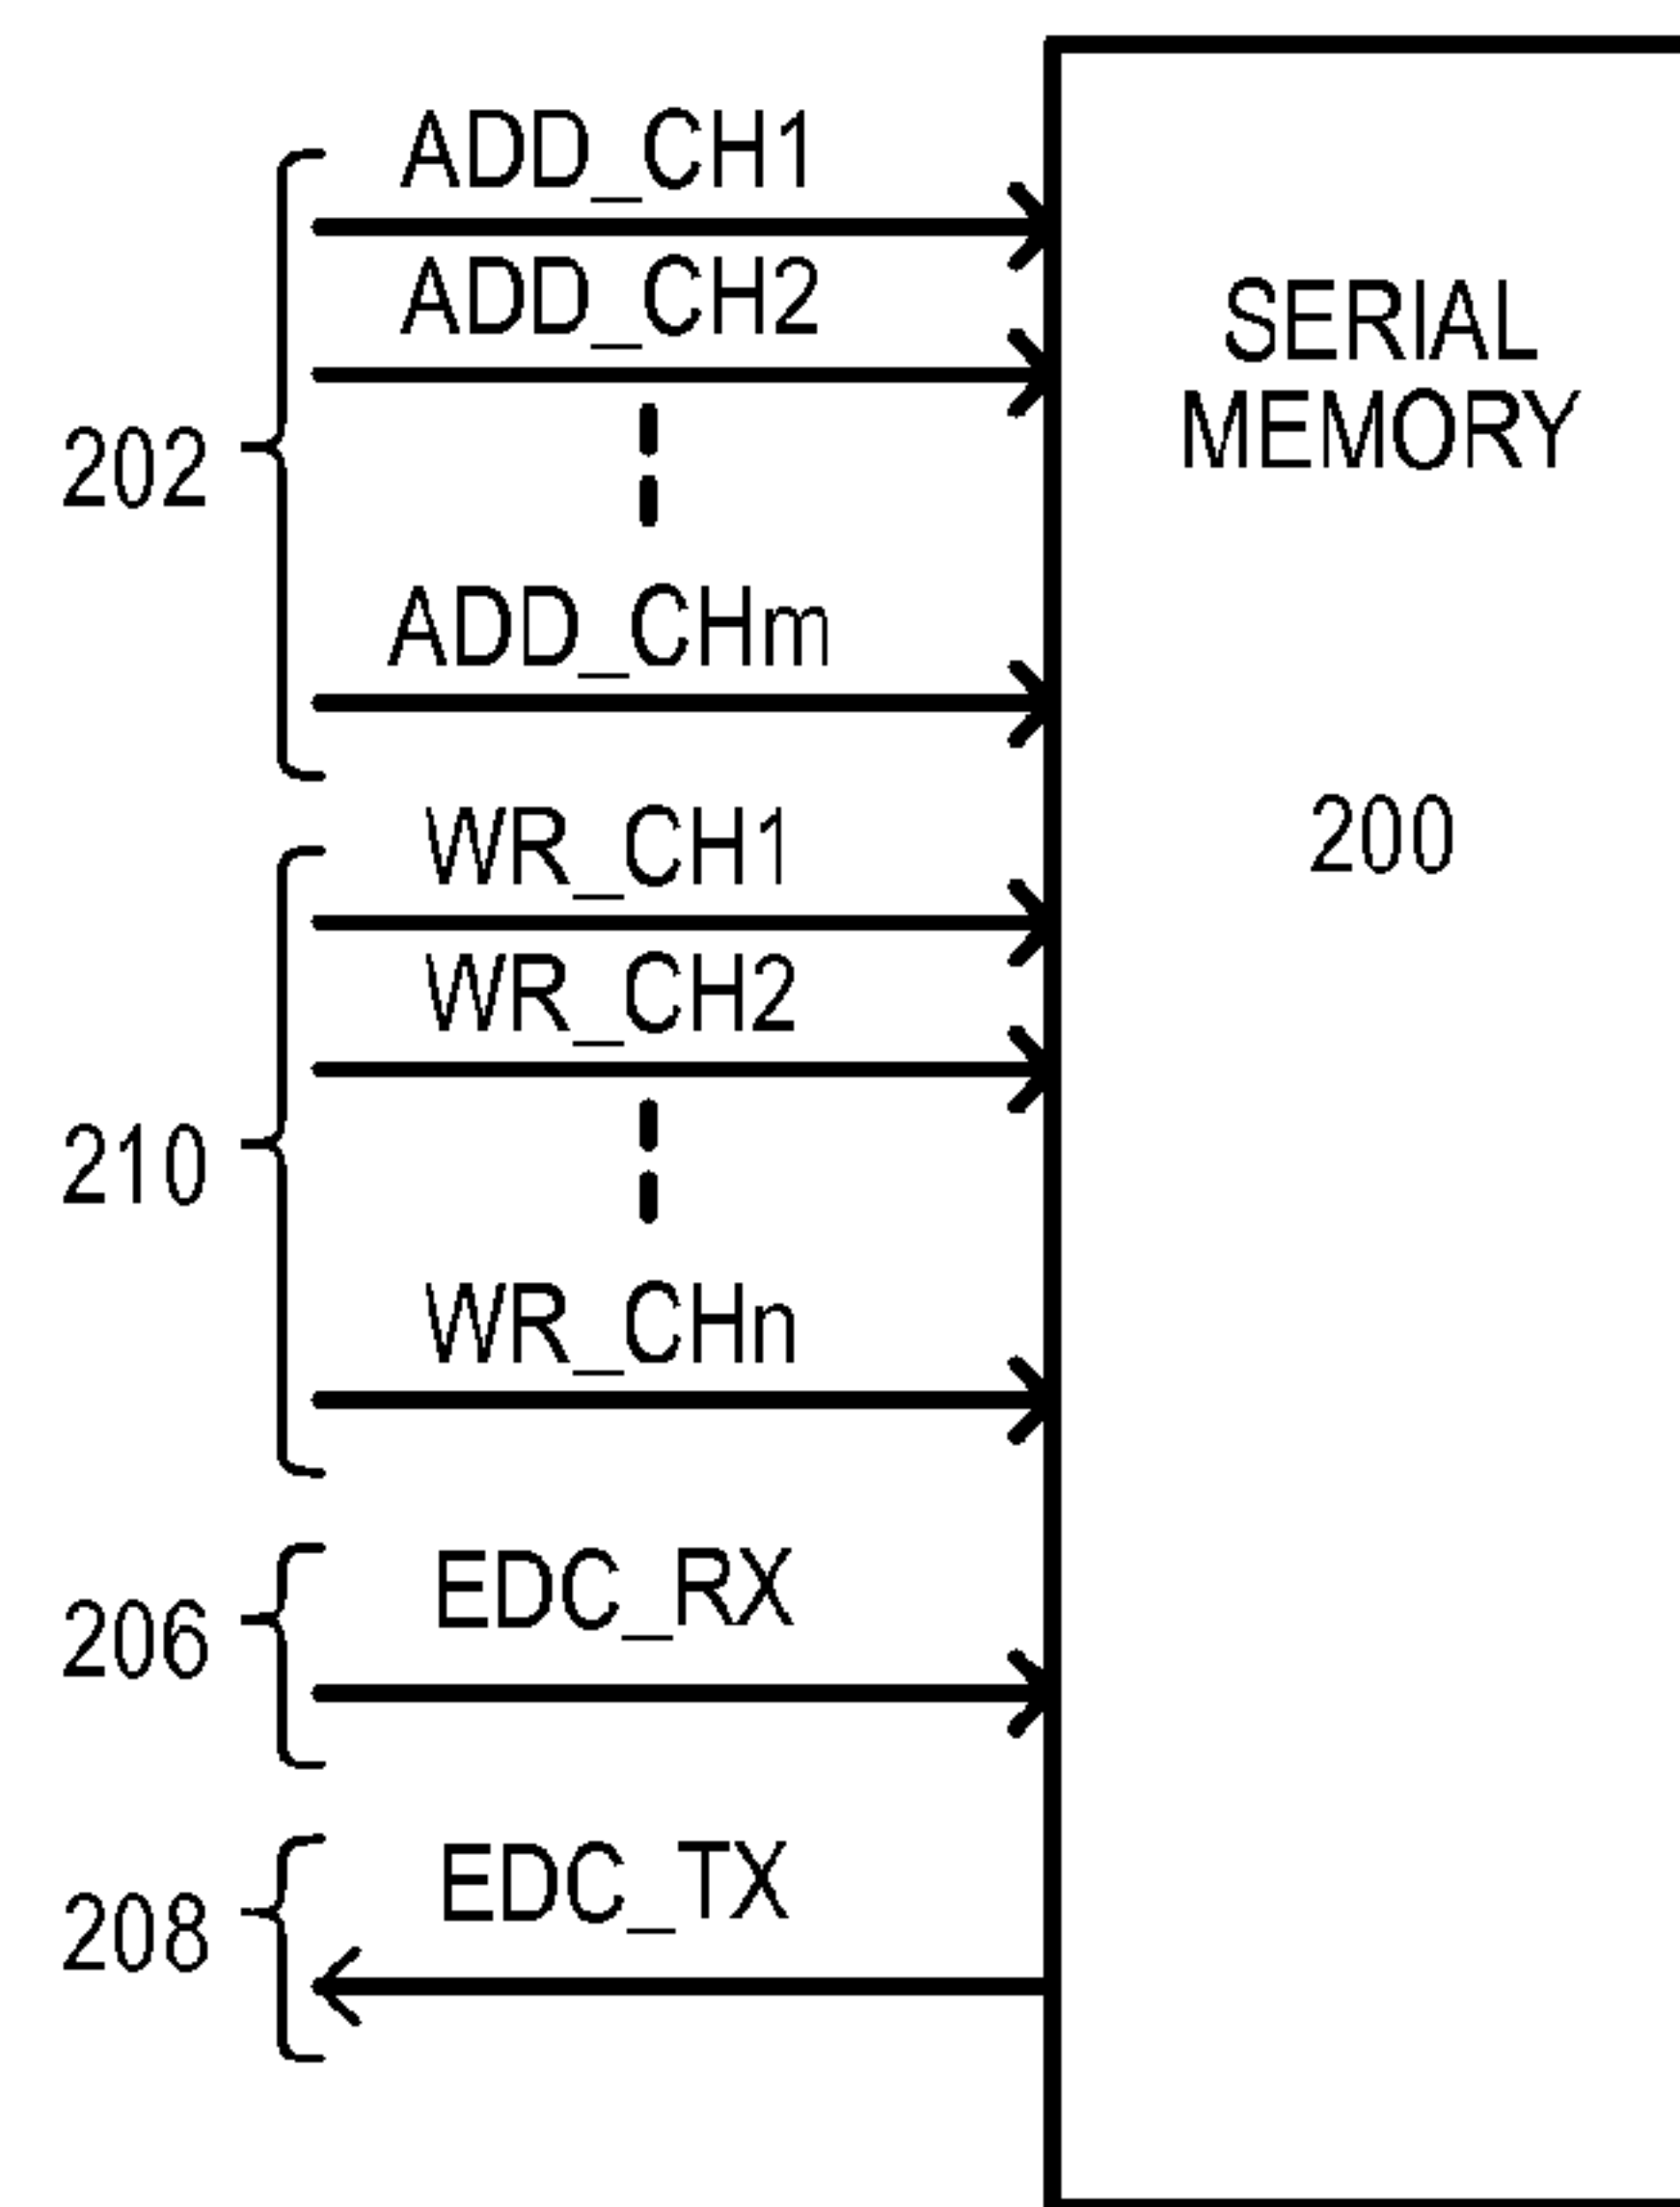 ADD_CH1
ADD_CH2
202
ADD_CHm
WR_CH1
WR_CH2
210
WR_CHn
EDC_RX
206
EDC_TX
208
SERIAL
MEMORY
200